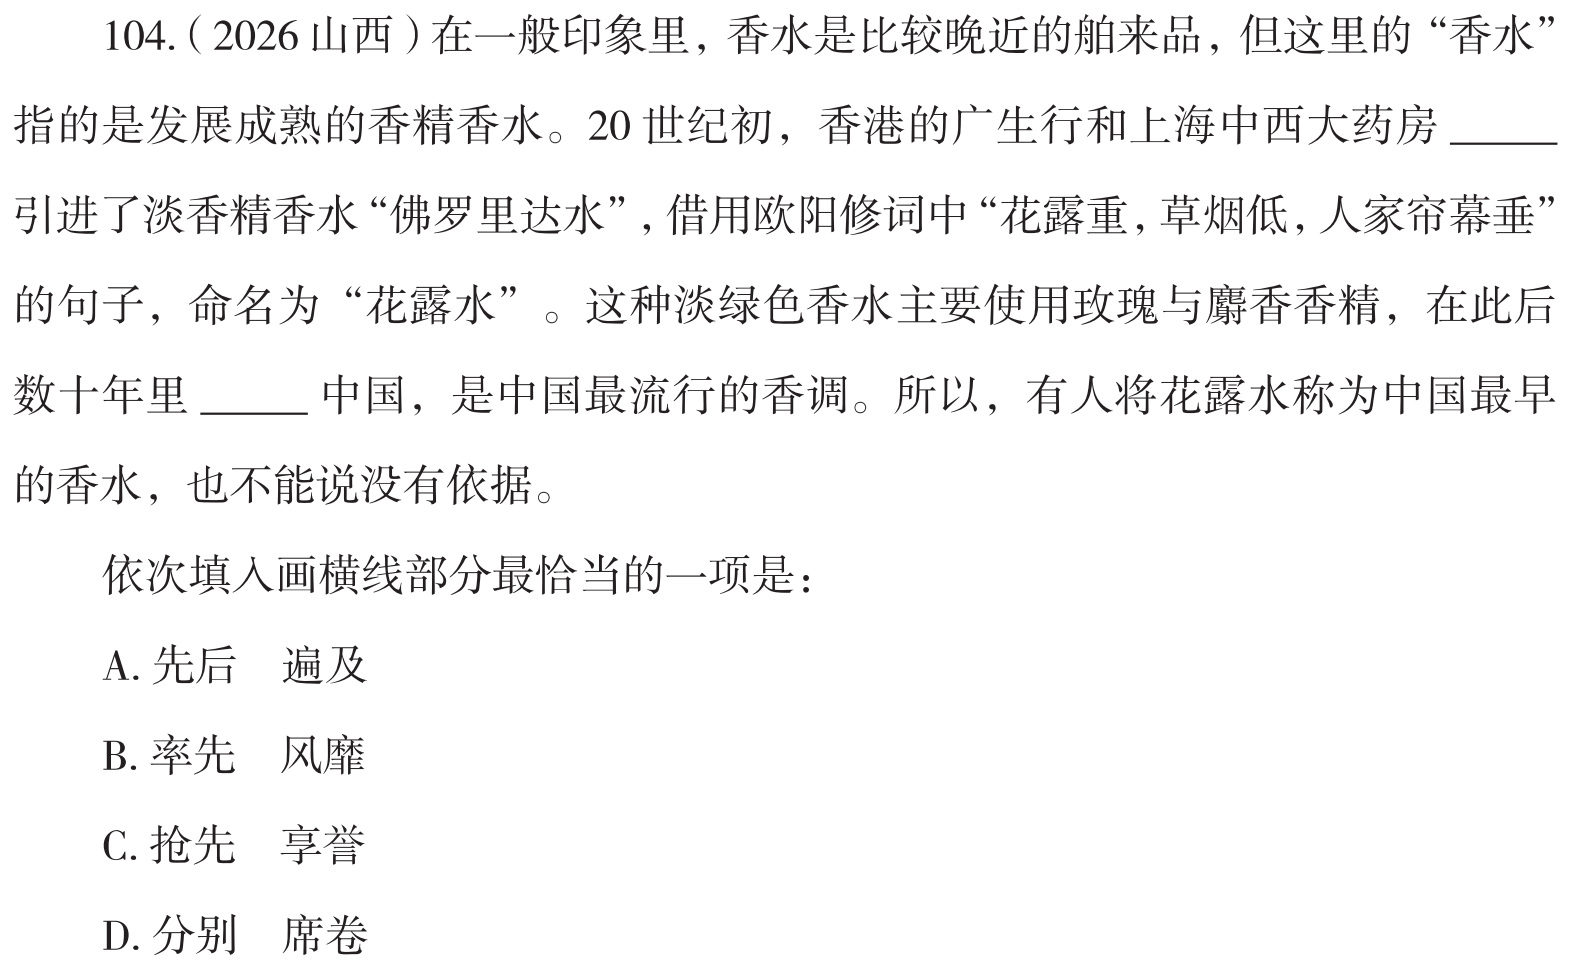 104.（2026 山西）在一般印象里，香水是比较晚近的舶来品，但这里的“香水”
指的是发展成熟的香精香水。20 世纪初，香港的广生行和上海中西大药房 _____
引进了淡香精香水“佛罗里达水”，借用欧阳修词中“花露重，草烟低，人家帘幕垂”
的句子，命名为“花露水”。这种淡绿色香水主要使用玫瑰与麝香香精，在此后
数十年里 _____ 中国，是中国最流行的香调。所以，有人将花露水称为中国最早
的香水，也不能说没有依据。
依次填入画横线部分最恰当的一项是：
A. 先后　遍及
B. 率先　风靡
C. 抢先　享誉
D. 分别　席卷